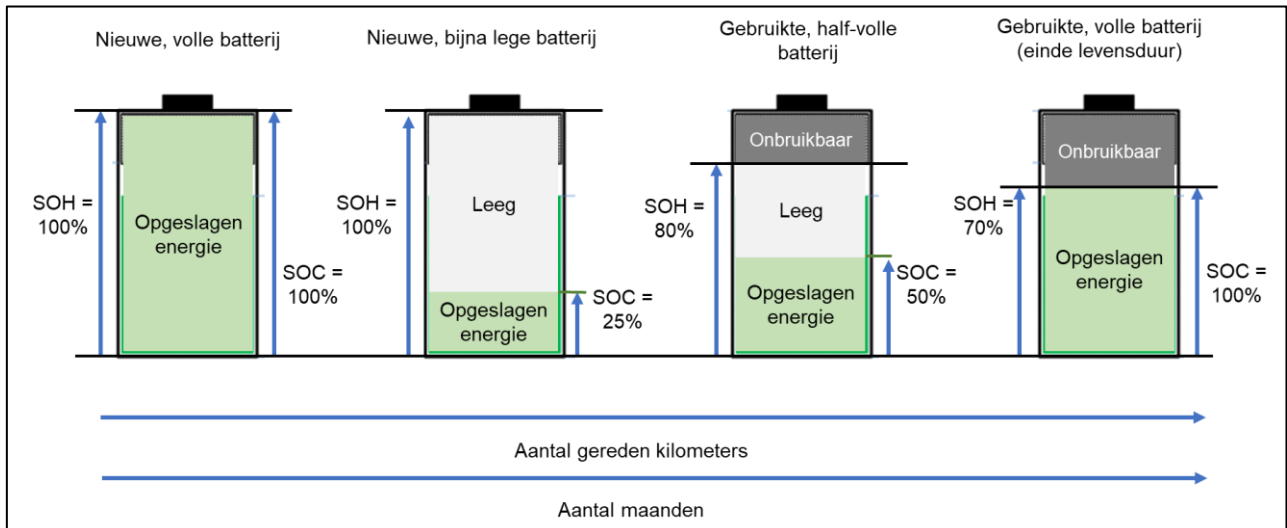 Nieuwe, volle batterij
Nieuwe, bijna lege batterij
Gebruikte, half-volle
batterij
Gebruikte, volle batterij
(einde levensduur)
SOH =
100%
Opgeslagen
energie
SOC =
100%
SOH =
100%
Leeg
Opgeslagen
energie
SOC =
25%
Onbruikbaar
SOH =
80%
Leeg
Opgeslagen
energie
SOC =
50%
Onbruikbaar
SOH =
70%
Opgeslagen
energie
SOC =
100%
Aantal gereden kilometers
Aantal maanden